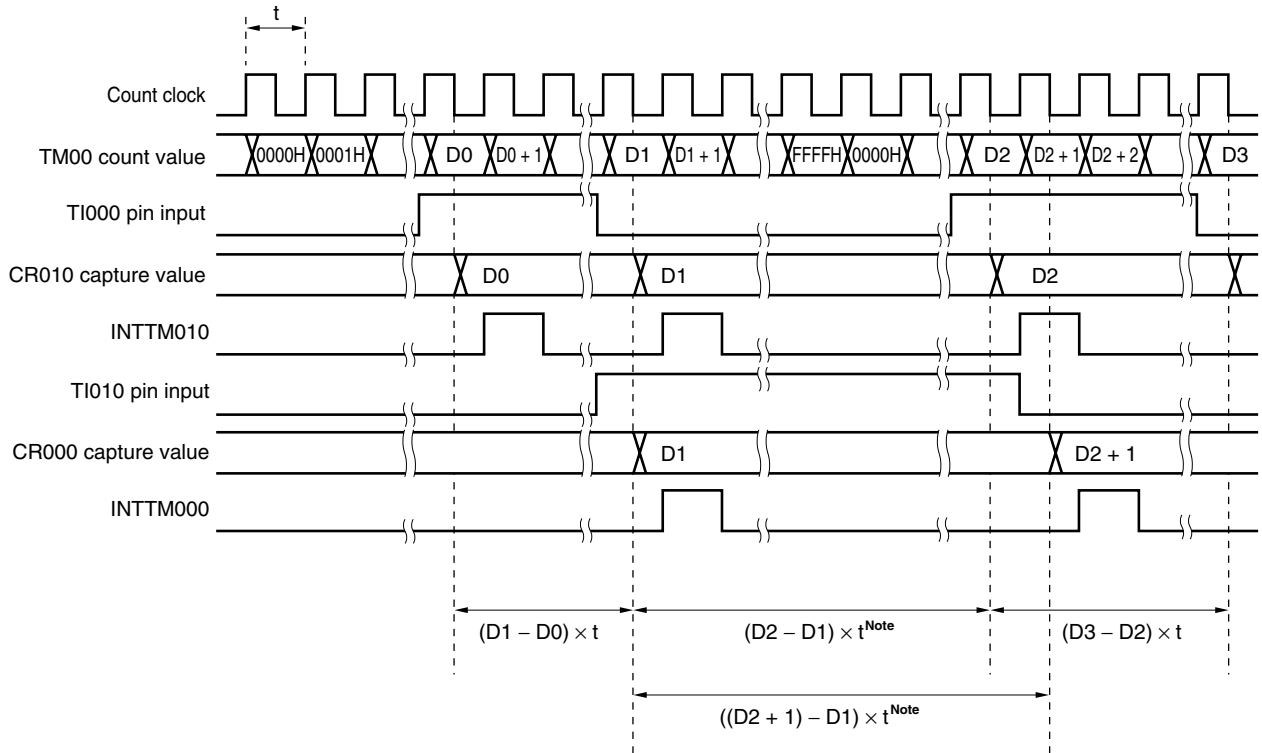 t
Count clock
TM00 count value 0000H 0001H D0 D0 + 1 D1 D1 + 1 FFFFH 0000H D2 D2 + 1 D2 + 2 D3
TI000 pin input
CR010 capture value D0 D1 D2
INTTM010
TI010 pin input
CR000 capture value D1 D2 + 1
INTTM000
(D1 − D0) × t (D2 − D1) × tNote (D3 − D2) × t
((D2 + 1) − D1) × tNote